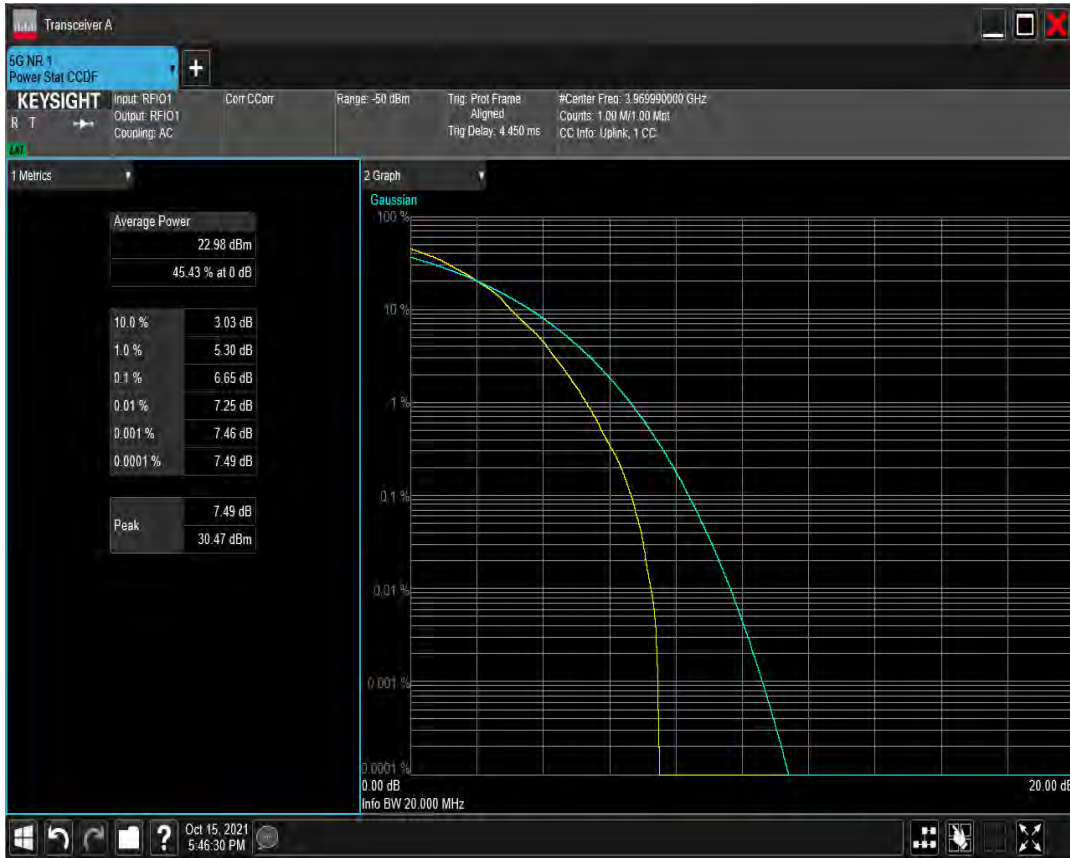 Transceiver A
5G NR 1
Power Stat CCDF
+
KEYSIGHT
R T
LXI
Input: RFIO1
Output: RFIO1
Coupling: AC
Corr CCorr
Range: -50 dBm
Trig: Prot Frame
Aligned
Trig Delay: 4.450 ms
#Center Freq: 3.969990000 GHz
Counts: 1.00 M/1.00 Mpt
CC Info: Uplink, 1 CC
1 Metrics
Average Power
22.98 dBm
45.43 % at 0 dB
10.0 % 3.03 dB
1.0 % 5.30 dB
0.1 % 6.65 dB
0.01 % 7.25 dB
0.001 % 7.46 dB
0.0001 % 7.49 dB
Peak
7.49 dB
30.47 dBm
2 Graph
Gaussian
100 %
10 %
1 %
0.1 %
0.01 %
0.001 %
0.0001 %
0.00 dB
20.00 dB
Info BW 20.000 MHz
?
Oct 15, 2021
5:46:30 PM